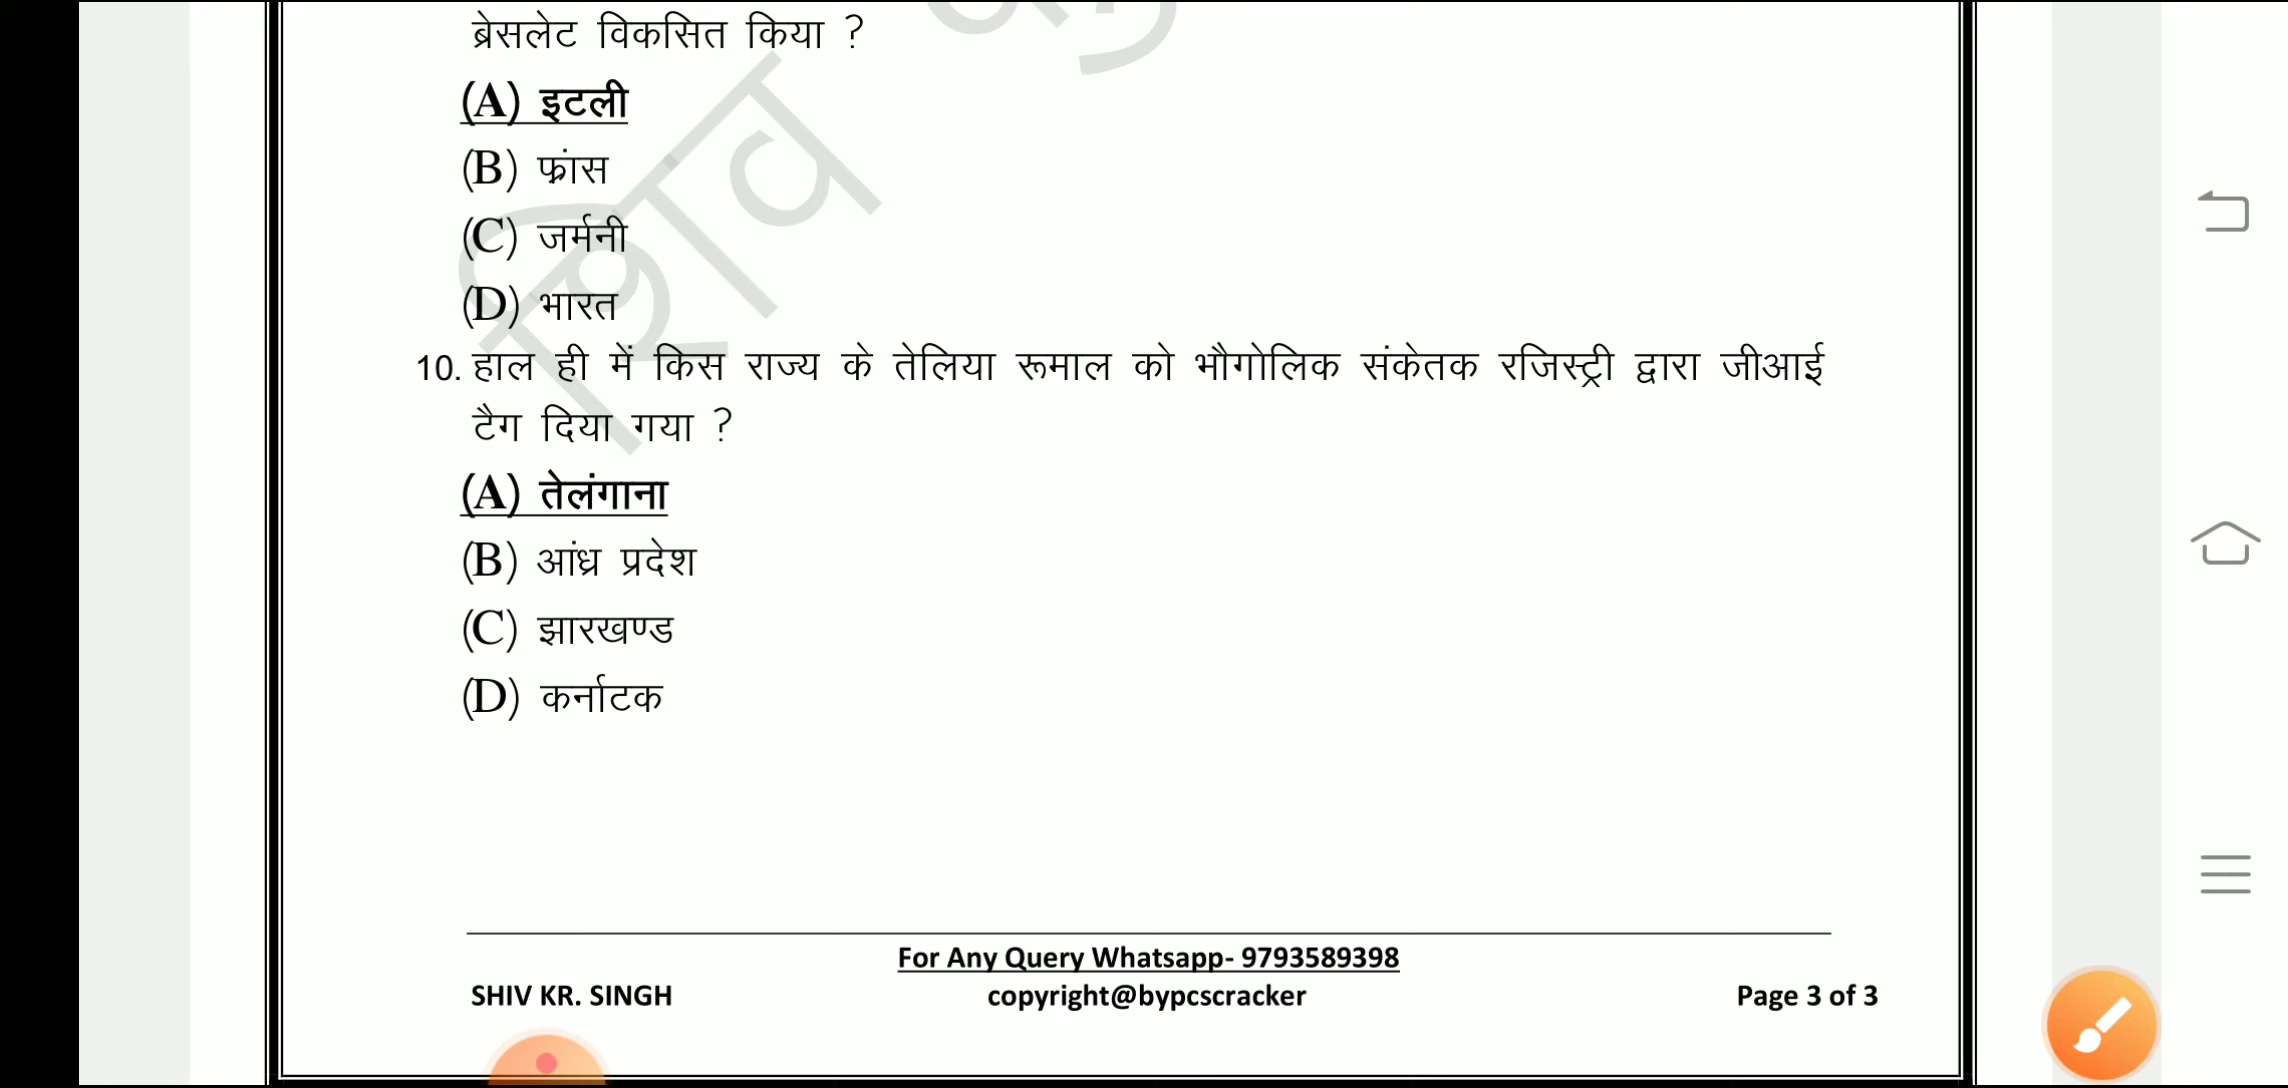 ब्रेसलेट विकसित किया ?
(A) इटली
(B) फ्रांस
(C) जर्मनी
(D) भारत
10. हाल ही में किस राज्य के तेलिया रूमाल को भौगोलिक संकेतक रजिस्ट्री द्वारा जीआई
टैग दिया गया ?
(A) तेलंगाना
(B) आंध्र प्रदेश
(C) झारखण्ड
(D) कर्नाटक
शिव
For Any Query Whatsapp- 9793589398
SHIV KR. SINGH copyright@bypcscracker Page 3 of 3